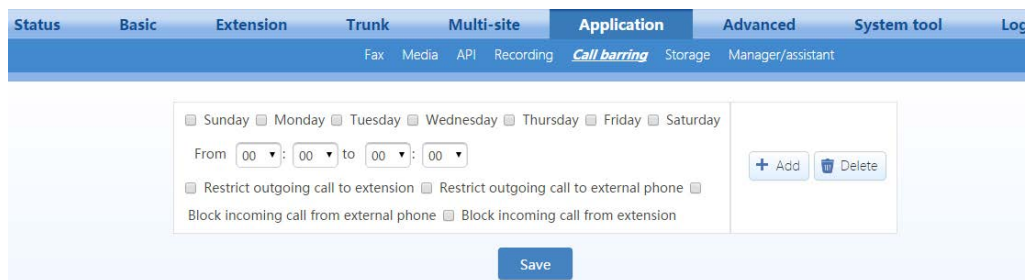 Status Basic Extension Trunk Multi-site Application Advanced System tool Log
Fax Media API Recording Call barring Storage Manager/assistant
Sunday Monday Tuesday Wednesday Thursday Friday Saturday
From 00 : 00 to 00 : 00
+ Add Delete
Restrict outgoing call to extension Restrict outgoing call to external phone
Block incoming call from external phone Block incoming call from extension
Save